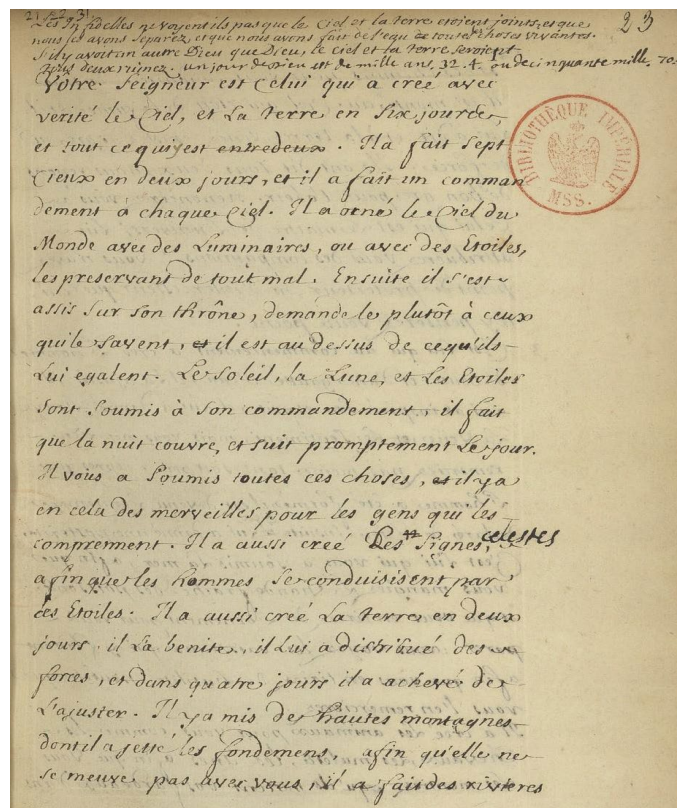 les infidelles ne voyent ils pas que le Ciel et la terre etoient joints, et que
nous les avons separez, et que nous avons fait de l'eau toutes choses vivantes.
S'il y avoit un autre Dieu que Dieu, le ciel et la terre seroient
tous deux ruinez. un jour de Dieu est de mille ans, 32. 4. ou de cinquante mille. 70.
23
Votre Seigneur est Celui qui a creé avec
verité le Ciel, et La terre en Six jours,
et tout ce qui y est entredeux. Il a fait Sept
Cieux en deux jours, et il a fait un comman-
dement à chaque Ciel. Il a orné le Ciel du
Monde avec des Luminaires, ou avec des Etoiles,
les preservant de tout mal. Ensuite il s'est
assis sur son thrône, demande le plutôt à ceux
qui le savent, et il est au dessus de ce qu'ils
Lui egalent. Le Soleil, la Lune, et Les Etoiles
sont soumis à son commandement, il fait
que la nuit couvre, et suit promptement Le jour.
Il vous a Soumis toutes ces choses, et il y a
en cela des merveilles pour les gens qui les
comprennent. Il a aussi creé Des Signes, celestes
afin que les hommes se conduisisent par
ces Etoiles. Il a aussi creé La terre en deux
jours, il La benite, il Lui a distribué des
forces, et dans quatre jours il a achevé de
L'ajuster. Il y a mis des hautes montagnes
dont il a jetté les fondemens, afin qu'elle ne
se meuve pas avec vous, il a fait des rivieres
BIBLIOTHÈQUE IMPÉRIALE
MSS.